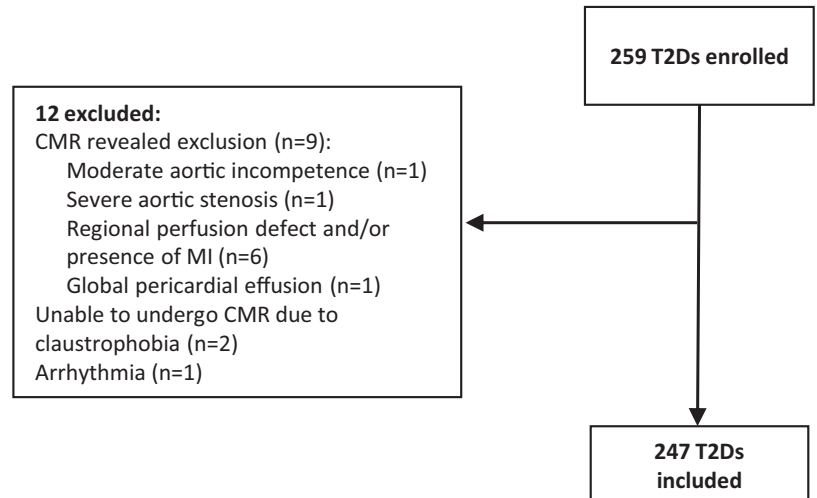 259 T2Ds enrolled
12 excluded:
CMR revealed exclusion (n=9):
Moderate aortic incompetence (n=1)
Severe aortic stenosis (n=1)
Regional perfusion defect and/or
presence of MI (n=6)
Global pericardial effusion (n=1)
Unable to undergo CMR due to
claustrophobia (n=2)
Arrhythmia (n=1)
247 T2Ds
included